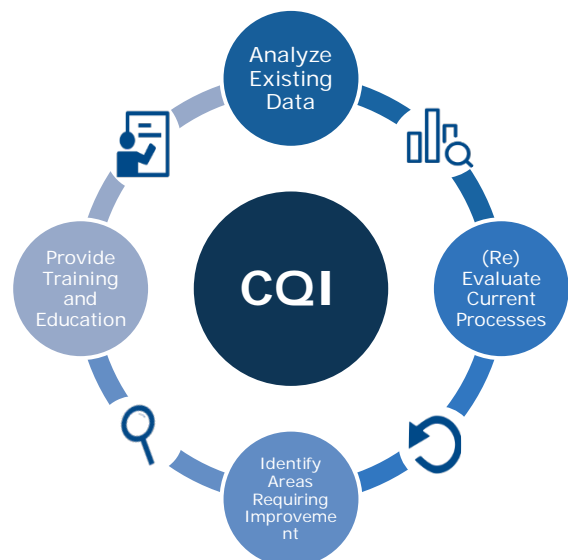 Analyze
Existing
Data
(Re)
Evaluate
Current
Processes
Identify
Areas
Requiring
Improveme
nt
Provide
Training
and
Education
CQI